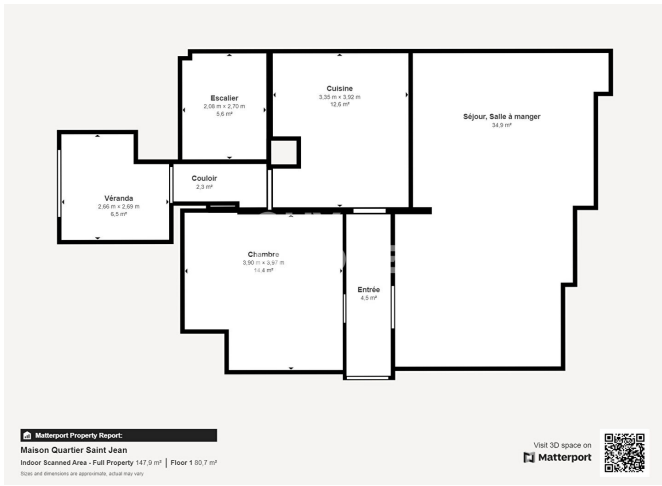 Cuisine
3,35 m × 3,92 m
12,6 m²
Escalier
2,08 m × 2,70 m
5,6 m²
Séjour, Salle à manger
34,9 m²
Couloir
2,3 m²
Véranda
2,66 m × 2,69 m
6,5 m²
Chambre
3,90 m × 3,97 m
14,4 m²
Entrée
4,5 m²
Matterport Property Report:
Maison Quartier Saint Jean
Indoor Scanned Area - Full Property 147,9 m² | Floor 1 80,7 m²
Sizes and dimensions are approximate, actual may vary
Visit 3D space on
Matterport